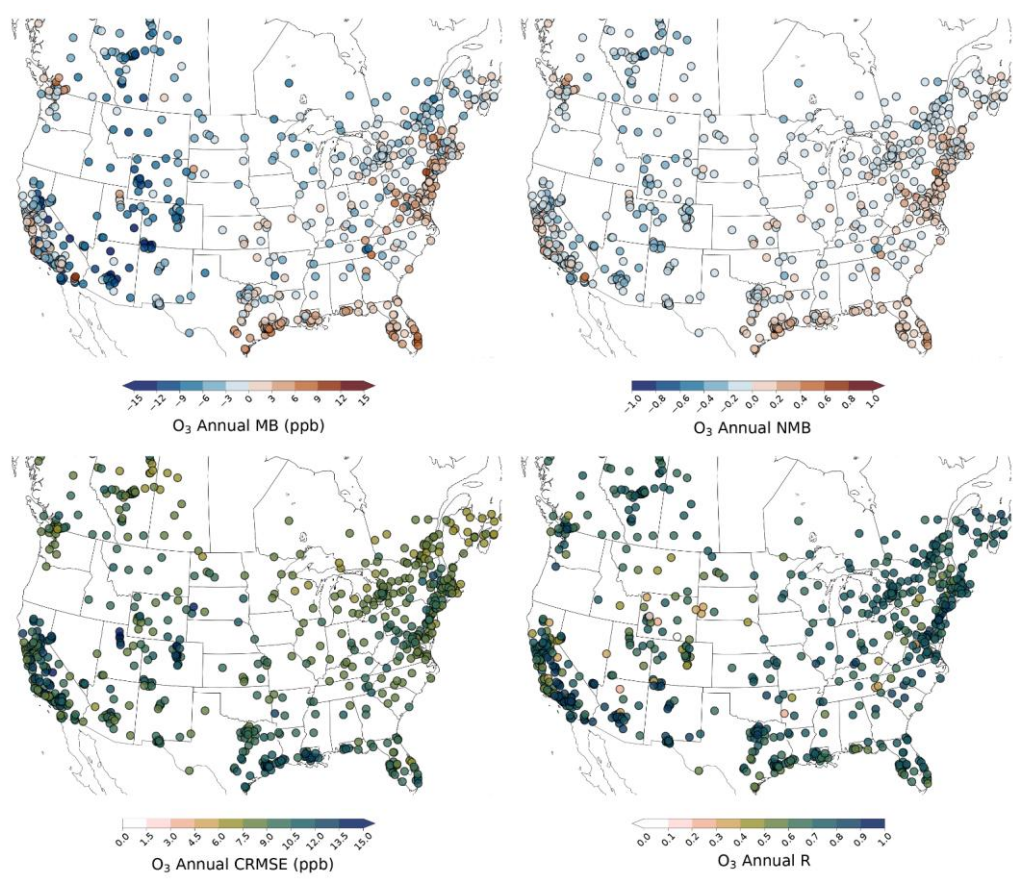 −15 −12 −9 −6 −3 0 3 6 9 12 15
O₃ Annual MB (ppb)
−1.0 −0.8 −0.6 −0.4 −0.2 0.0 0.2 0.4 0.6 0.8 1.0
O₃ Annual NMB
0.0 1.5 3.0 4.5 6.0 7.5 9.0 10.5 12.0 13.5 15.0
O₃ Annual CRMSE (ppb)
0.0 0.1 0.2 0.3 0.4 0.5 0.6 0.7 0.8 0.9 1.0
O₃ Annual R